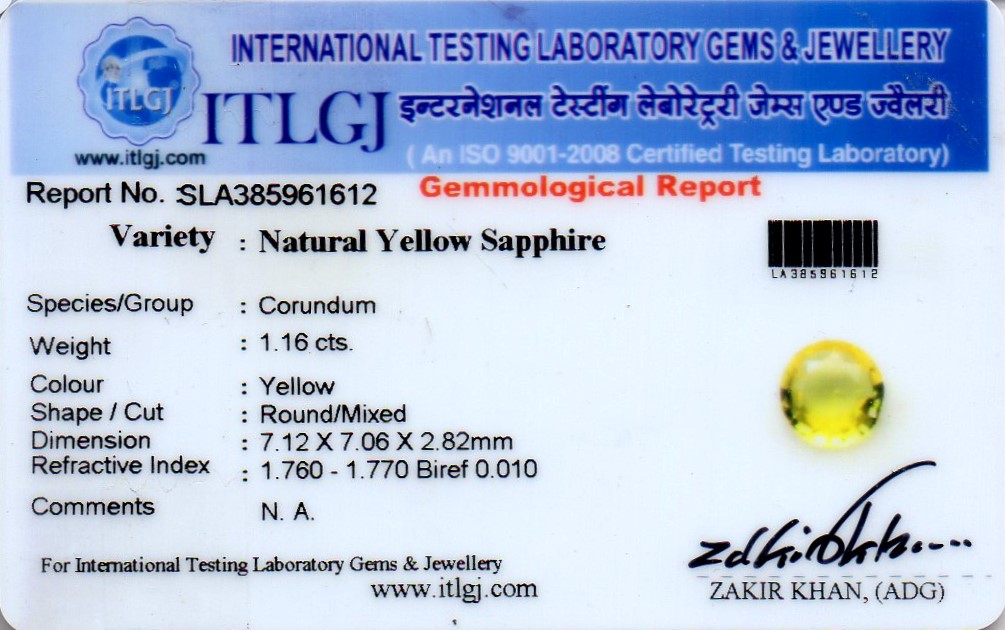 INTERNATIONAL TESTING LABORATORY GEMS & JEWELLERY
ITLGJ
ITLGJ इन्टरनेशनल टेस्टींग लेबोरेट्ररी जेम्स एण्ड ज्वैलरी
www.itlgj.com
( An ISO 9001-2008 Certified Testing Laboratory)
Report No. :SLA385961612
Gemmological Report
Variety : Natural Yellow Sapphire
LA385961612
Species/Group : Corundum
Weight : 1.16 cts.
Colour : Yellow
Shape / Cut : Round/Mixed
Dimension : 7.12 X 7.06 X 2.82mm
Refractive Index : 1.760 - 1.770 Biref 0.010
Comments N. A.
zakir khan....
For International Testing Laboratory Gems & Jewellery
www.itlgj.com
ZAKIR KHAN, (ADG)